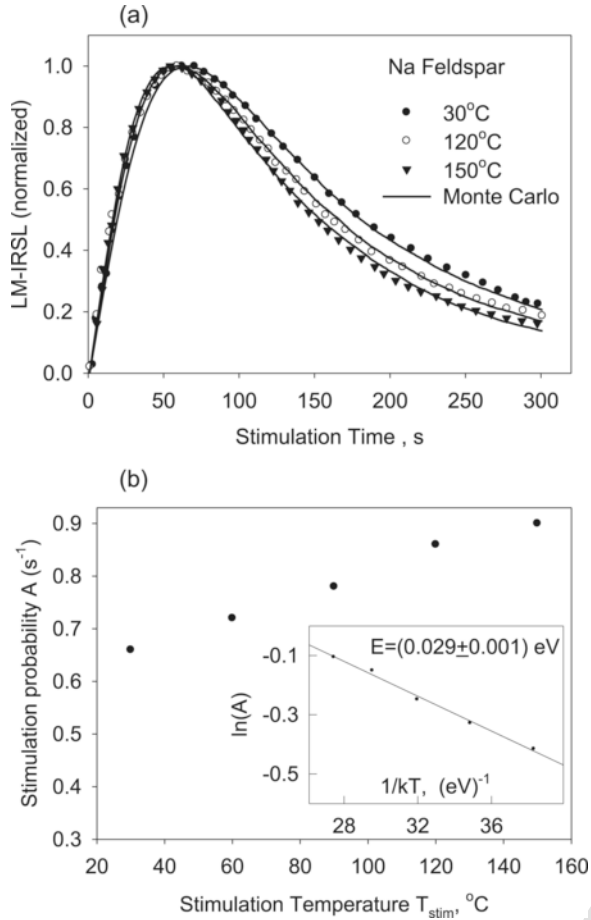 (a)
1.0
0.8
0.6
0.4
0.2
0.0
LM-IRSL (normalized)
Na Feldspar
30°C
120°C
150°C
Monte Carlo
0 50 100 150 200 250 300
Stimulation Time , s
(b)
0.9
0.8
0.7
0.6
0.5
0.4
0.3
Stimulation probability A (s⁻¹)
E=(0.029±0.001) eV
-0.1
-0.3
-0.5
ln(A)
1/kT, (eV)⁻¹
28 32 36
20 40 60 80 100 120 140 160
Stimulation Temperature Tstim, °C